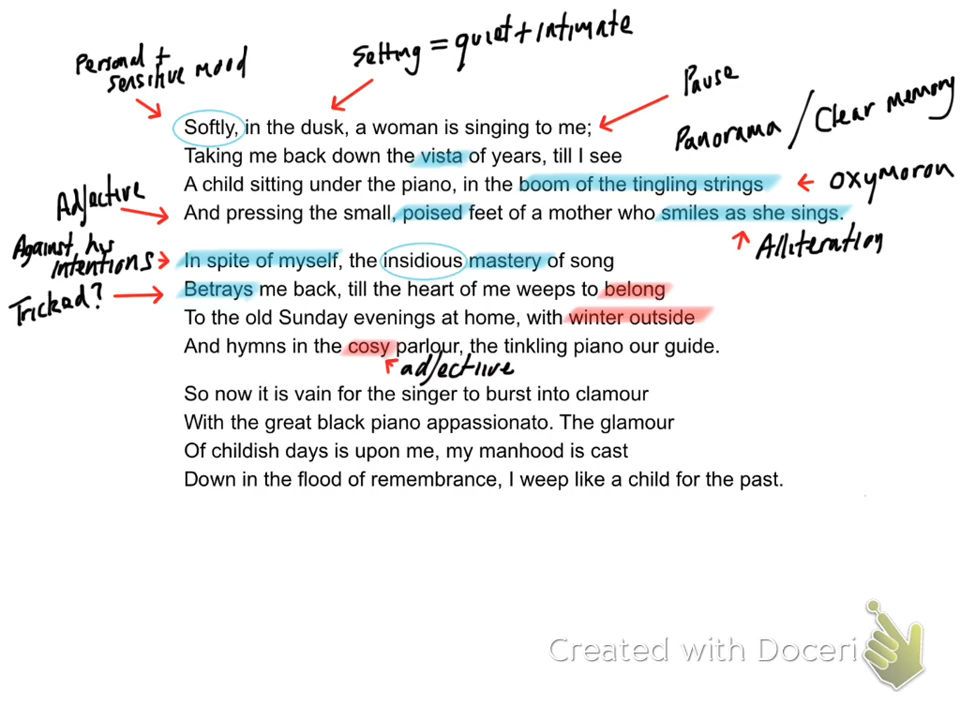 Personal +
sensitive mood
Setting = quiet + intimate
Pause
Panorama / Clear memory
Softly, in the dusk, a woman is singing to me;
Taking me back down the vista of years, till I see
A child sitting under the piano, in the boom of the tingling strings
oxymoron
Adjective
And pressing the small, poised feet of a mother who smiles as she sings.
Alliteration
Against his
intentions
In spite of myself, the insidious mastery of song
Tricked?
Betrays me back, till the heart of me weeps to belong
To the old Sunday evenings at home, with winter outside
And hymns in the cosy parlour, the tinkling piano our guide.
adjective
So now it is vain for the singer to burst into clamour
With the great black piano appassionato. The glamour
Of childish days is upon me, my manhood is cast
Down in the flood of remembrance, I weep like a child for the past.
Created with Doceri